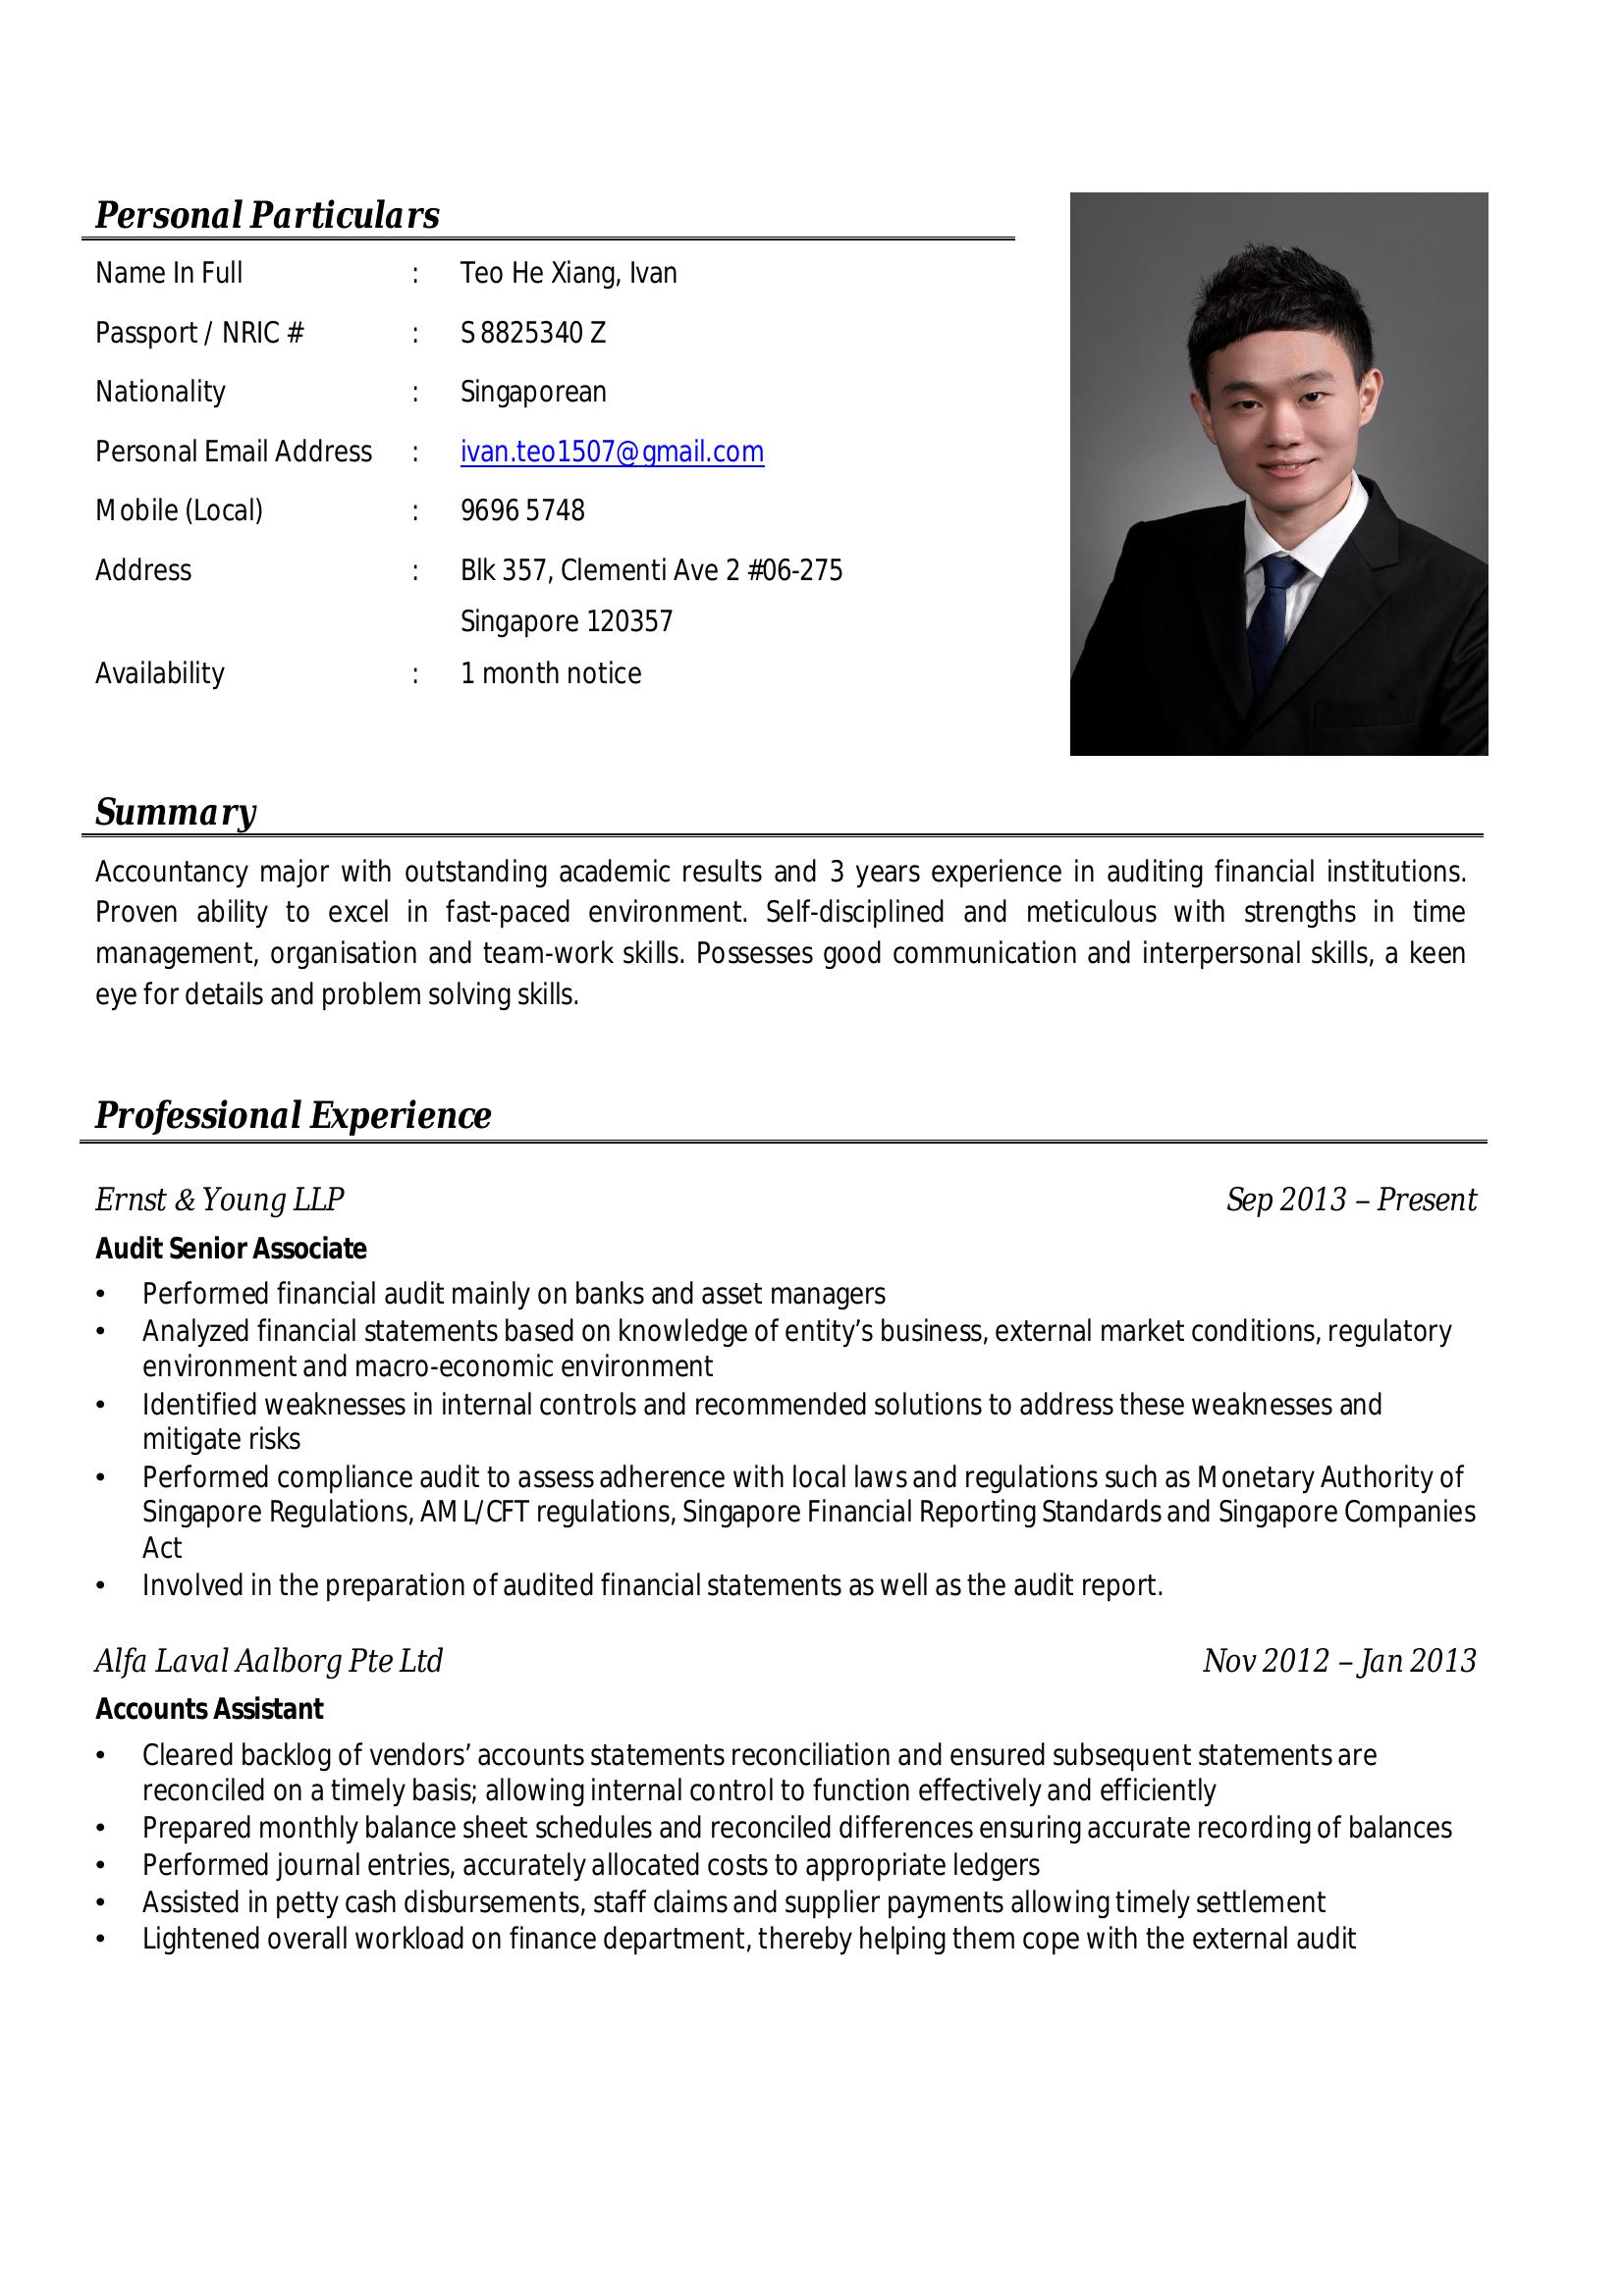 Personal Particulars
Name In Full : Teo He Xiang, Ivan
Passport / NRIC # : S 8825340 Z
Nationality : Singaporean
Personal Email Address : ivan.teo1507@gmail.com
Mobile (Local) : 9696 5748
Address : Blk 357, Clementi Ave 2 #06-275
Singapore 120357
Availability : 1 month notice
Summary
Accountancy major with outstanding academic results and 3 years experience in auditing financial institutions.
Proven ability to excel in fast-paced environment. Self-disciplined and meticulous with strengths in time
management, organisation and team-work skills. Possesses good communication and interpersonal skills, a keen
eye for details and problem solving skills.
Professional Experience
Ernst & Young LLP Sep 2013 – Present
Audit Senior Associate
• Performed financial audit mainly on banks and asset managers
• Analyzed financial statements based on knowledge of entity’s business, external market conditions, regulatory
environment and macro-economic environment
• Identified weaknesses in internal controls and recommended solutions to address these weaknesses and
mitigate risks
• Performed compliance audit to assess adherence with local laws and regulations such as Monetary Authority of
Singapore Regulations, AML/CFT regulations, Singapore Financial Reporting Standards and Singapore Companies
Act
• Involved in the preparation of audited financial statements as well as the audit report.
Alfa Laval Aalborg Pte Ltd Nov 2012 – Jan 2013
Accounts Assistant
• Cleared backlog of vendors’ accounts statements reconciliation and ensured subsequent statements are
reconciled on a timely basis; allowing internal control to function effectively and efficiently
• Prepared monthly balance sheet schedules and reconciled differences ensuring accurate recording of balances
• Performed journal entries, accurately allocated costs to appropriate ledgers
• Assisted in petty cash disbursements, staff claims and supplier payments allowing timely settlement
• Lightened overall workload on finance department, thereby helping them cope with the external audit